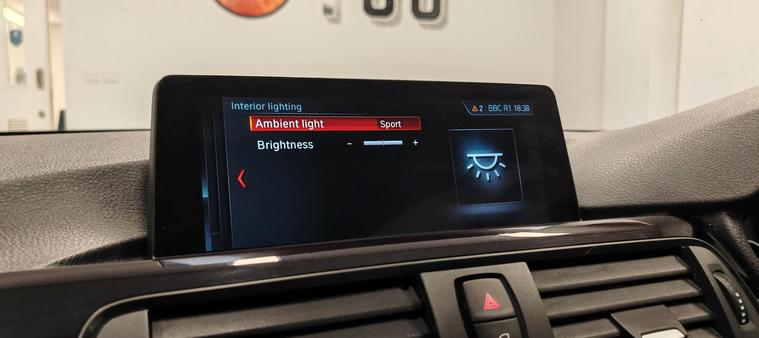 Interior lighting
2 BBC R1 18:38
Ambient light Sport
Brightness - +